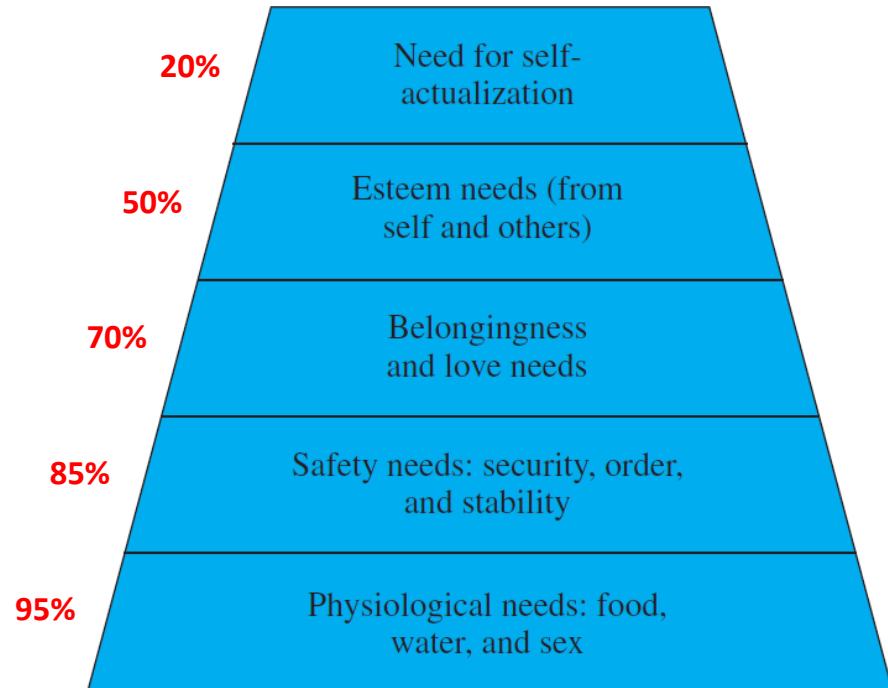 20%
Need for self-
actualization
50%
Esteem needs (from
self and others)
70%
Belongingness
and love needs
85%
Safety needs: security, order,
and stability
95%
Physiological needs: food,
water, and sex